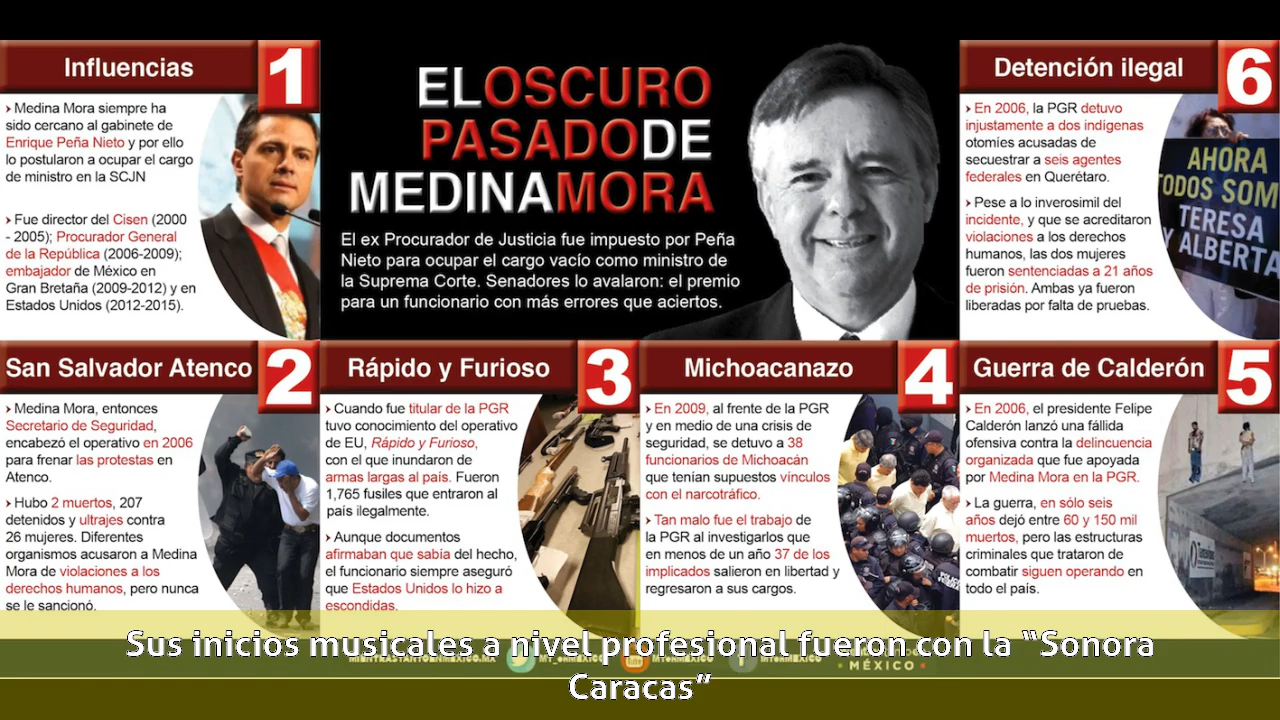 Influencias
1
› Medina Mora siempre ha
sido cercano al gabinete de
Enrique Peña Nieto y por ello
lo postularon a ocupar el cargo
de ministro en la SCJN
› Fue director del Cisen (2000
- 2005); Procurador General
de la República (2006-2009);
embajador de México en
Gran Bretaña (2009-2012) y en
Estados Unidos (2012-2015).
EL OSCURO
PASADO DE
MEDINA MORA
El ex Procurador de Justicia fue impuesto por Peña
Nieto para ocupar el cargo vacío como ministro de
la Suprema Corte. Senadores lo avalaron: el premio
para un funcionario con más errores que aciertos.
Detención ilegal
6
› En 2006, la PGR detuvo
injustamente a dos indígenas
otomíes acusadas de
secuestrar a seis agentes
federales en Querétaro.
› Pese a lo inverosimil del
incidente, y que se acreditaron
violaciones a los derechos
humanos, las dos mujeres
fueron sentenciadas a 21 años
de prisión. Ambas ya fueron
liberadas por falta de pruebas.
AHORA
TODOS SOM
TERESA
Y ALBERTA
San Salvador Atenco
2
› Medina Mora, entonces
Secretario de Seguridad,
encabezó el operativo en 2006
para frenar las protestas en
Atenco.
› Hubo 2 muertos, 207
detenidos y ultrajes contra
26 mujeres. Diferentes
organismos acusaron a Medina
Mora de violaciones a los
derechos humanos, pero nunca
se le sancionó.
Rápido y Furioso
3
› Cuando fue titular de la PGR
tuvo conocimiento del operativo
de EU, Rápido y Furioso,
con el que inundaron de
armas largas al país. Fueron
1,765 fusiles que entraron al
país ilegalmente.
› Aunque documentos
afirmaban que sabía del hecho,
el funcionario siempre aseguró
que Estados Unidos lo hizo a
escondidas.
Michoacanazo
4
› En 2009, al frente de la PGR
y en medio de una crisis de
seguridad, se detuvo a 38
funcionarios de Michoacán
que tenían supuestos vínculos
con el narcotráfico.
› Tan malo fue el trabajo de
la PGR al investigarlos que
en menos de un año 37 de los
implicados salieron en libertad y
regresaron a sus cargos.
Guerra de Calderón
5
› En 2006, el presidente Felipe
Calderón lanzó una fállida
ofensiva contra la delincuencia
organizada que fue apoyada
por Medina Mora en la PGR.
› La guerra, en sólo seis
años dejó entre 60 y 150 mil
muertos, pero las estructuras
criminales que trataron de
combatir siguen operando en
todo el país.
Sus inicios musicales a nivel profesional fueron con la “Sonora
Caracas”
MIENTRASTANTOENMEXICO.MX
MT_ENMEXICO
MTENMEXICO
MTENMEXICO
MÉXICO